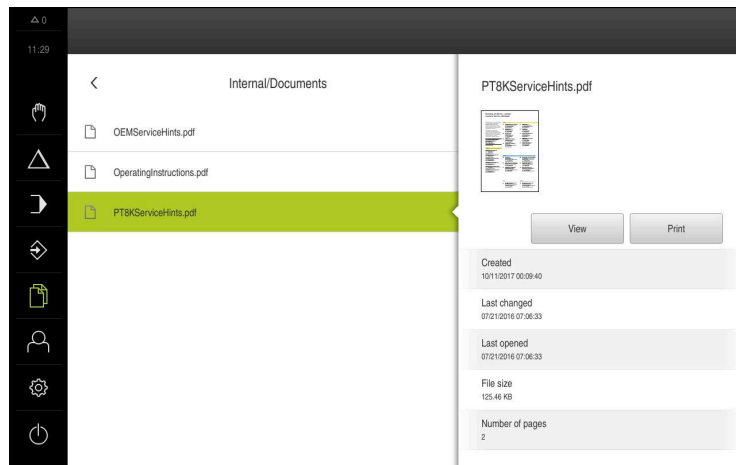 0
11:29
Internal/Documents
OEMServiceHints.pdf
OperatingInstructions.pdf
PT8KServiceHints.pdf
PT8KServiceHints.pdf
View
Print
Created
10/11/2017 00:09:40
Last changed
07/21/2016 07:06:33
Last opened
07/21/2016 07:06:33
File size
125.46 KB
Number of pages
2